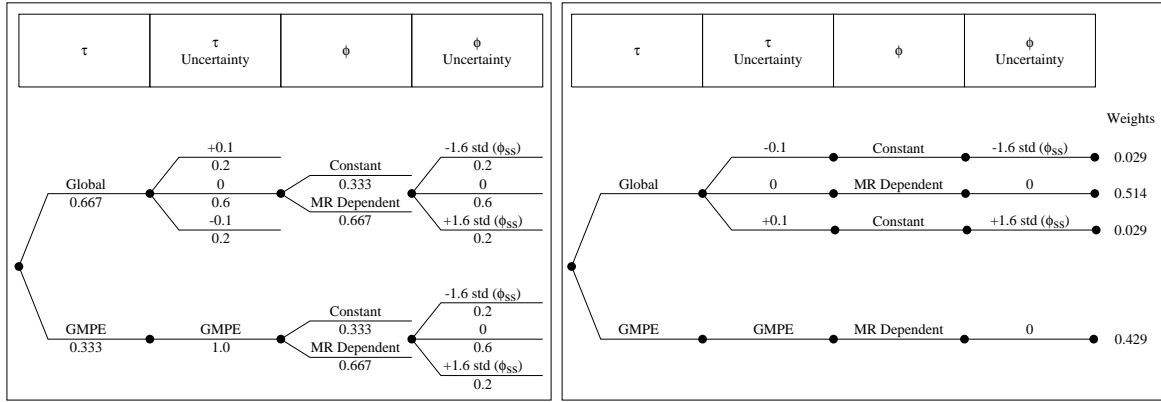 τ
τ
Uncertainty
ϕ
ϕ
Uncertainty
+0.1
0.2
Global
0.667
0
0.6
-0.1
0.2
Constant
0.333
MR Dependent
0.667
-1.6 std (ϕSS)
0.2
0
0.6
+1.6 std (ϕSS)
0.2
GMPE
0.333
GMPE
1.0
Constant
0.333
MR Dependent
0.667
-1.6 std (ϕSS)
0.2
0
0.6
+1.6 std (ϕSS)
0.2
τ
τ
Uncertainty
ϕ
ϕ
Uncertainty
Weights
-0.1 Constant -1.6 std (ϕSS) 0.029
Global 0 MR Dependent 0 0.514
+0.1 Constant +1.6 std (ϕSS) 0.029
GMPE GMPE MR Dependent 0 0.429